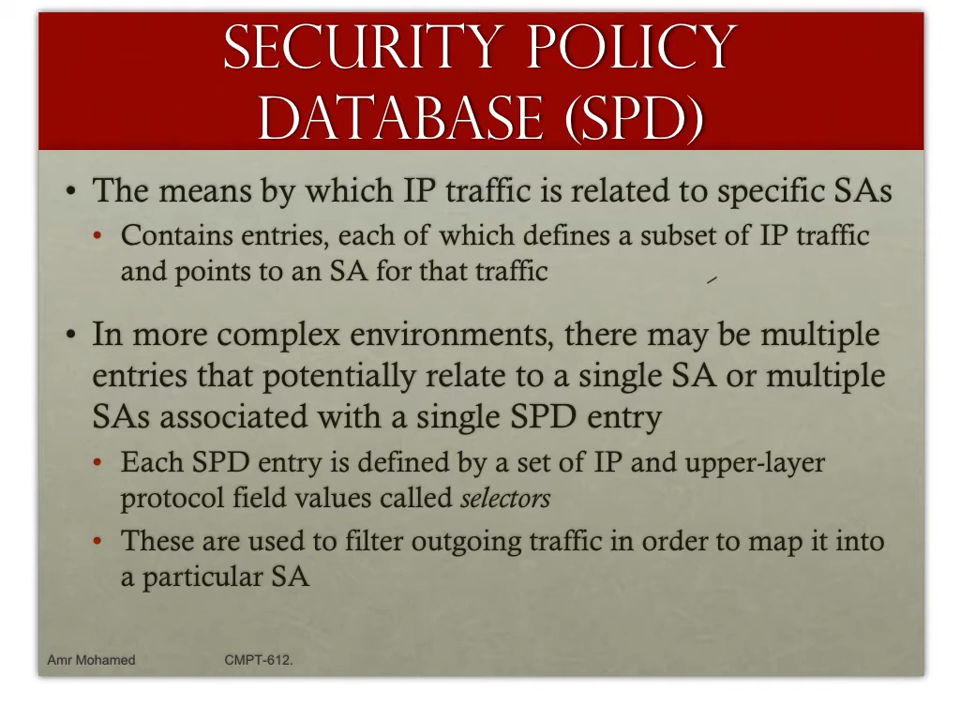 SECURITY POLICY
DATABASE (SPD)
• The means by which IP traffic is related to specific SAs
• Contains entries, each of which defines a subset of IP traffic
and points to an SA for that traffic
• In more complex environments, there may be multiple
entries that potentially relate to a single SA or multiple
SAs associated with a single SPD entry
• Each SPD entry is defined by a set of IP and upper-layer
protocol field values called selectors
• These are used to filter outgoing traffic in order to map it into
a particular SA
Amr Mohamed CMPT-612.